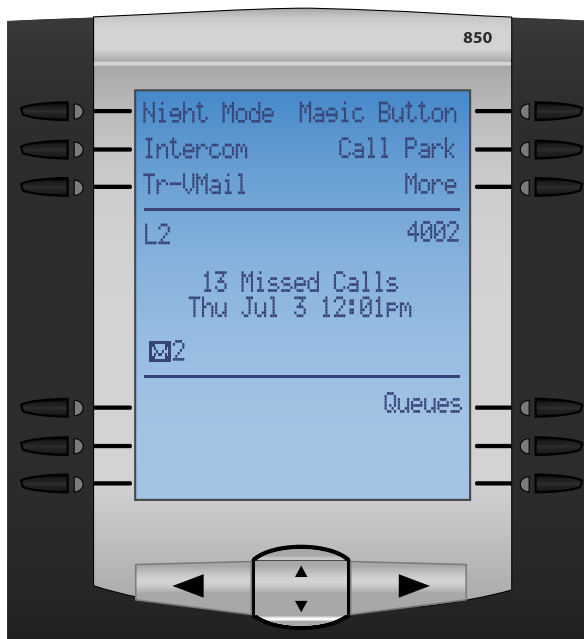 850
Night Mode Magic Button
Intercom Call Park
Tr-VMail More
L2 4002
13 Missed Calls
Thu Jul 3 12:01pm
2
Queues